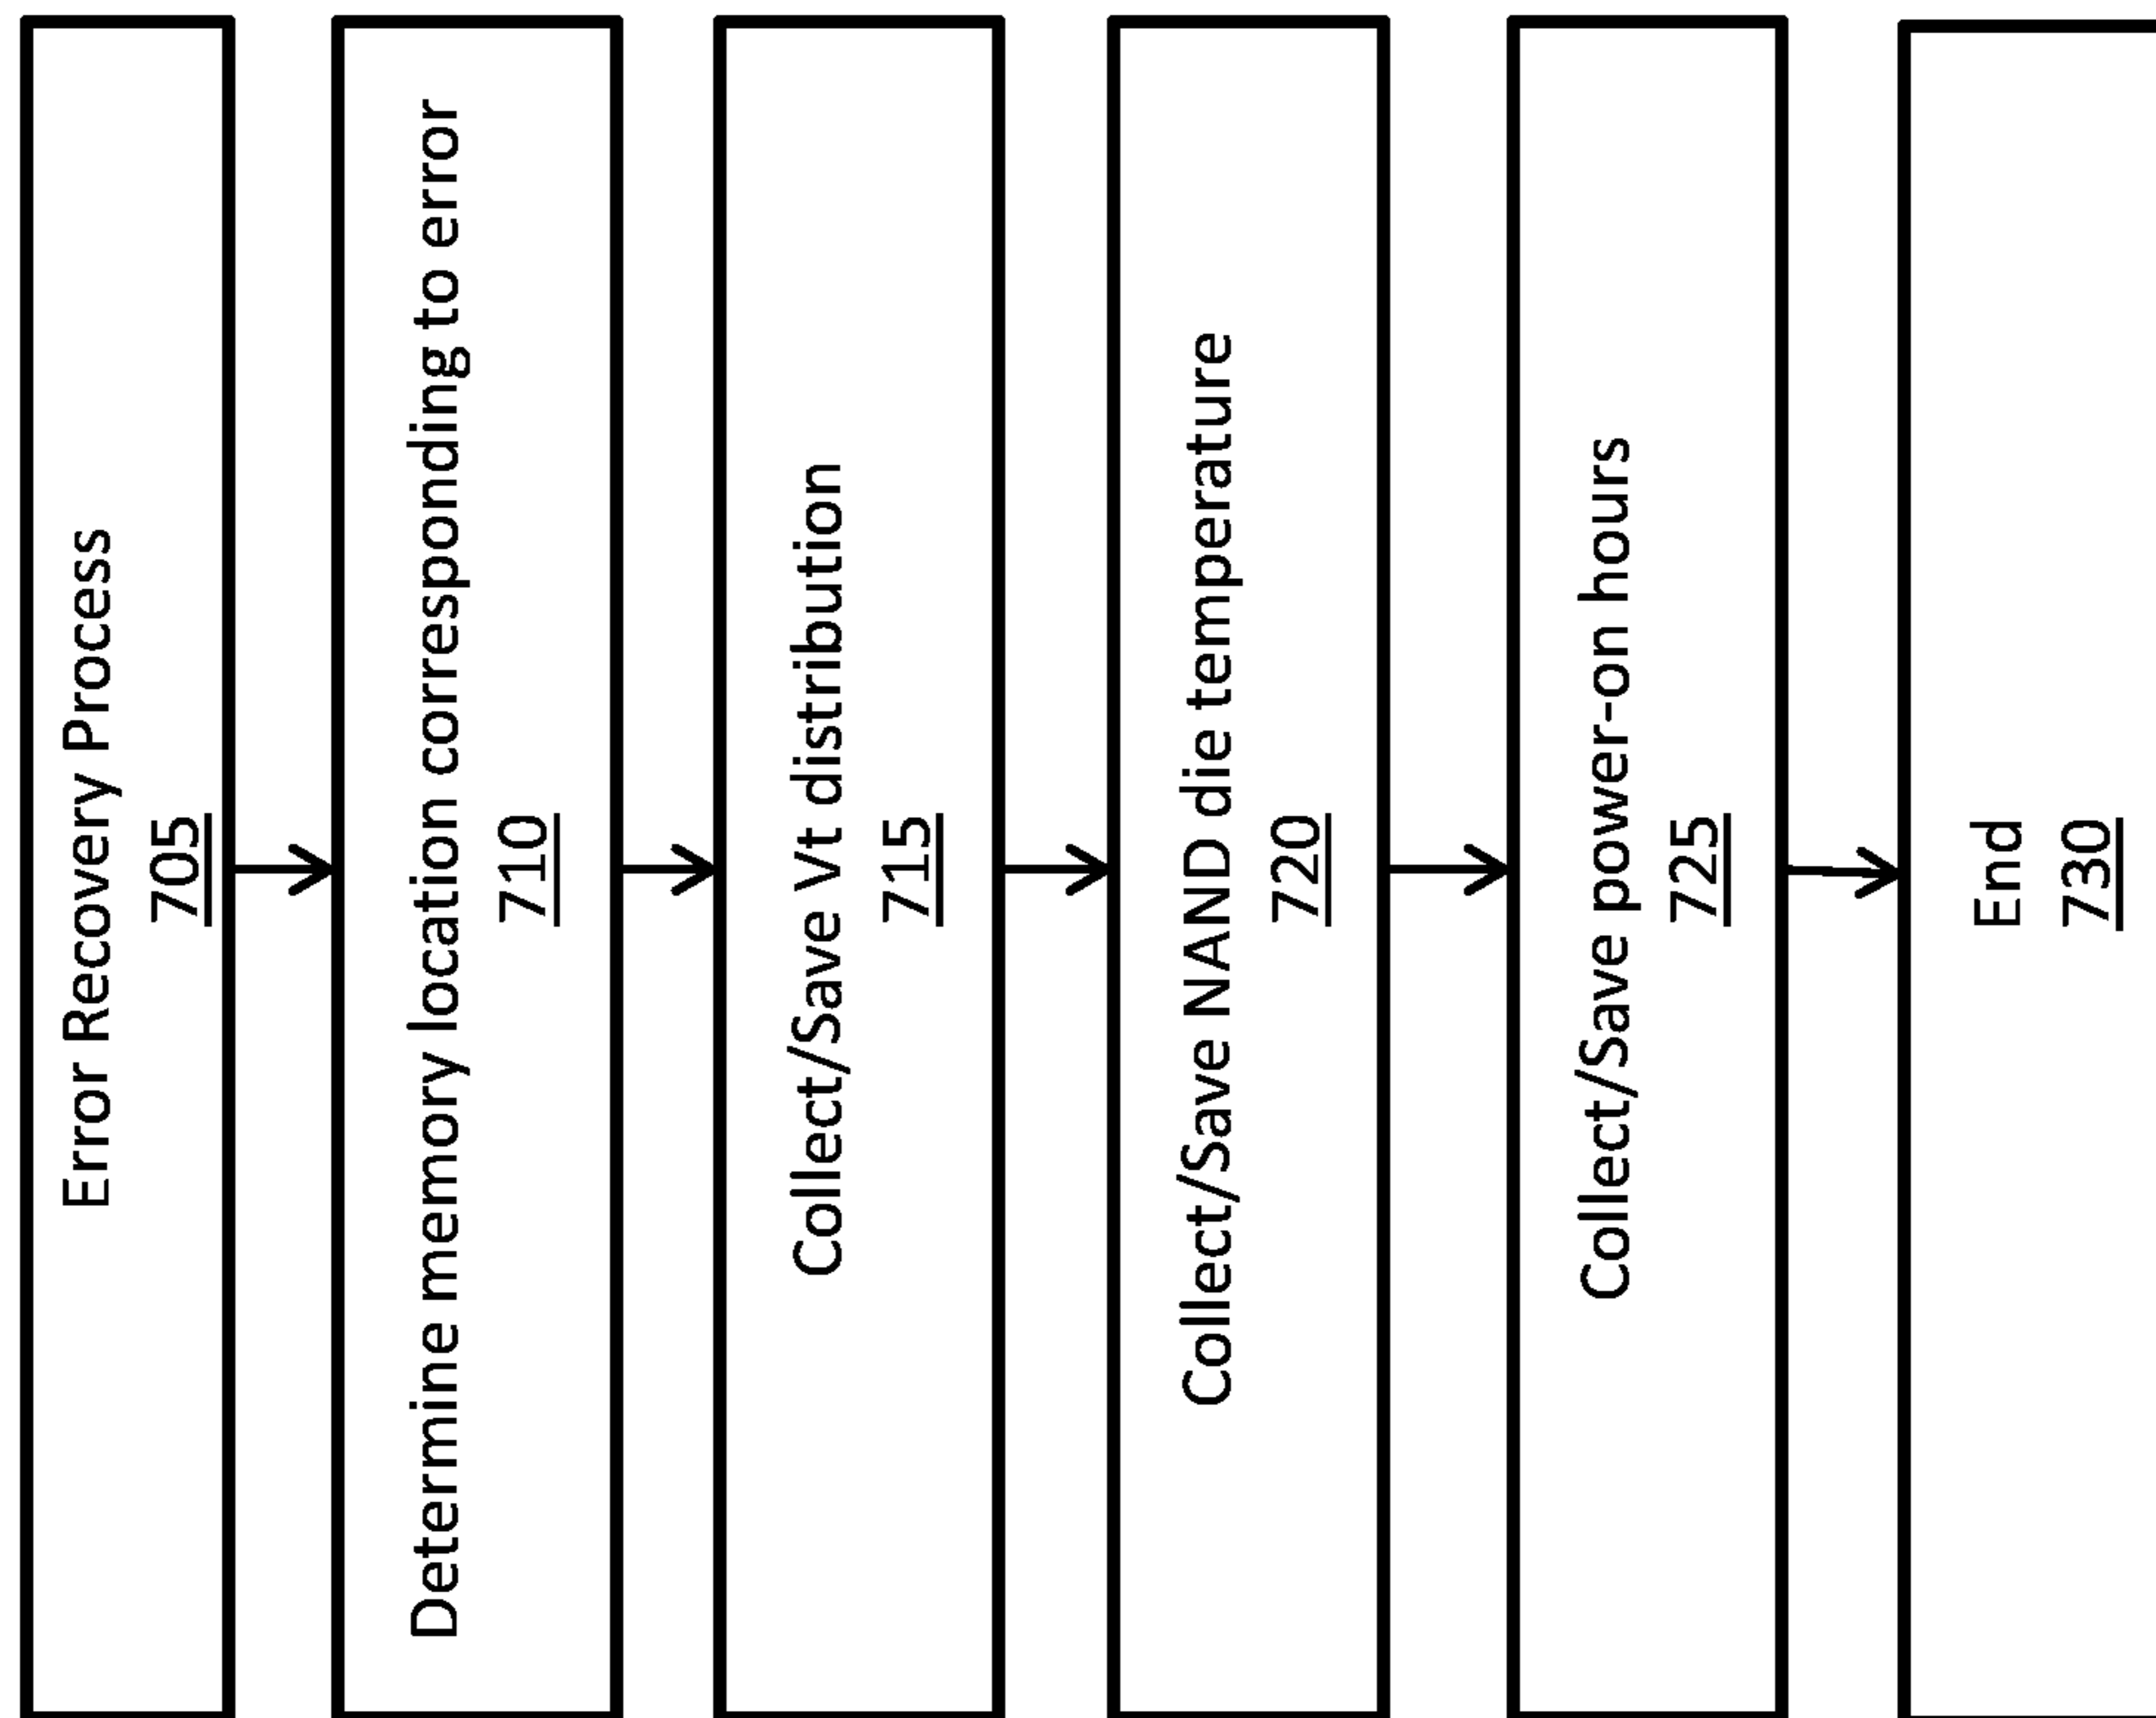 Error Recovery Process
705
Determine memory location corresponding to error
710
Collect/Save Vt distribution
715
Collect/Save NAND die temperature
720
Collect/Save power-on hours
725
End
730